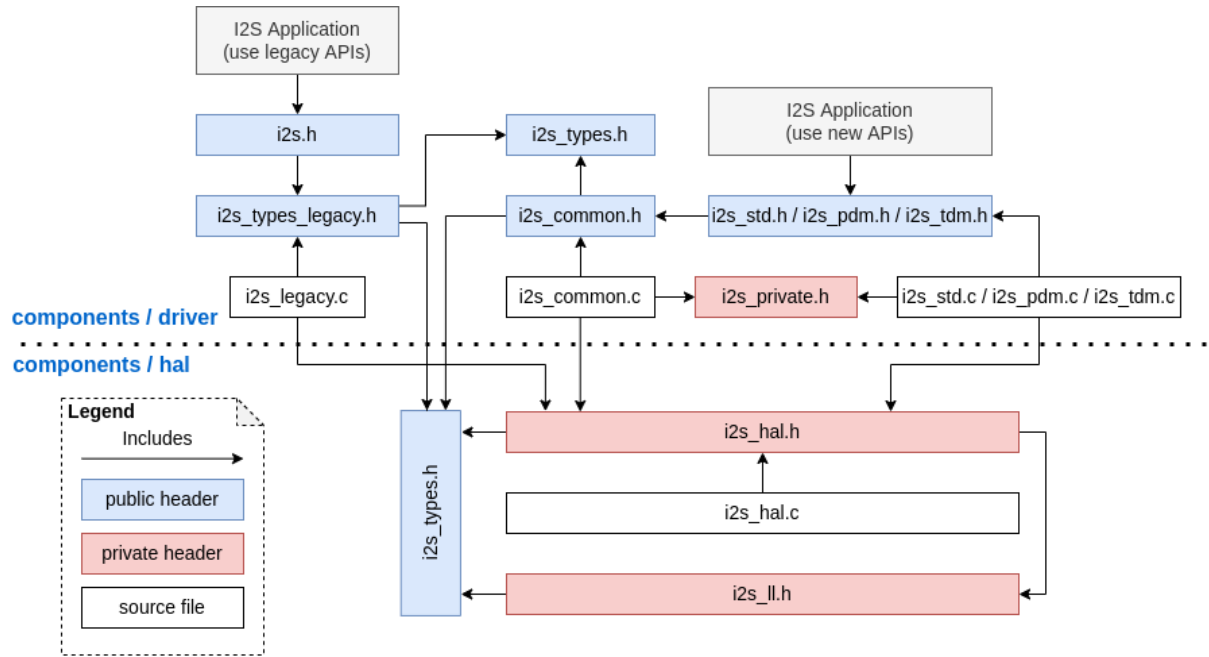 I2S Application
(use legacy APIs)
i2s.h
i2s_types.h
I2S Application
(use new APIs)
i2s_types_legacy.h
i2s_common.h
i2s_std.h / i2s_pdm.h / i2s_tdm.h
i2s_legacy.c
i2s_common.c
i2s_private.h
i2s_std.c / i2s_pdm.c / i2s_tdm.c
components / driver
components / hal
Legend
Includes
public header
private header
source file
i2s_types.h
i2s_hal.h
i2s_hal.c
i2s_ll.h